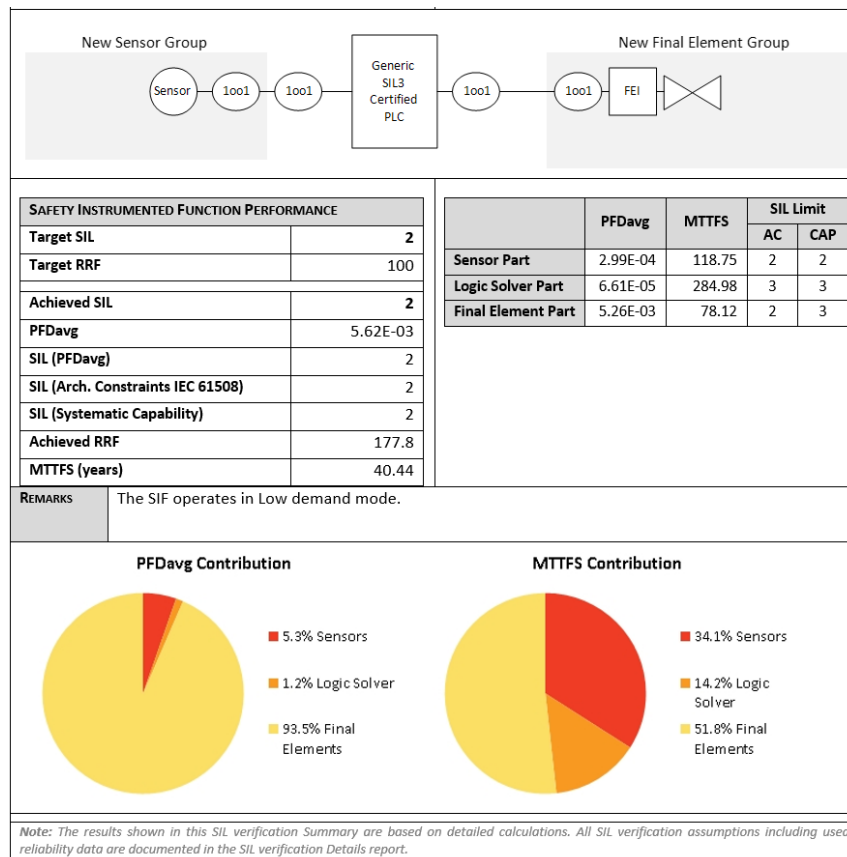 New Sensor Group
New Final Element Group
Sensor
1oo1
1oo1
Generic
SIL3
Certified
PLC
1oo1
1oo1
FEI
SAFETY INSTRUMENTED FUNCTION PERFORMANCE
Target SIL 2
Target RRF 100
Achieved SIL 2
PFDavg 5.62E-03
SIL (PFDavg) 2
SIL (Arch. Constraints IEC 61508) 2
SIL (Systematic Capability) 2
Achieved RRF 177.8
MTTFS (years) 40.44
PFDavg MTTFS SIL Limit
AC CAP
Sensor Part 2.99E-04 118.75 2 2
Logic Solver Part 6.61E-05 284.98 3 3
Final Element Part 5.26E-03 78.12 2 3
REMARKS The SIF operates in Low demand mode.
PFDavg Contribution
5.3% Sensors
1.2% Logic Solver
93.5% Final
Elements
MTTFS Contribution
34.1% Sensors
14.2% Logic
Solver
51.8% Final
Elements
Note: The results shown in this SIL verification Summary are based on detailed calculations. All SIL verification assumptions including used
reliability data are documented in the SIL verification Details report.